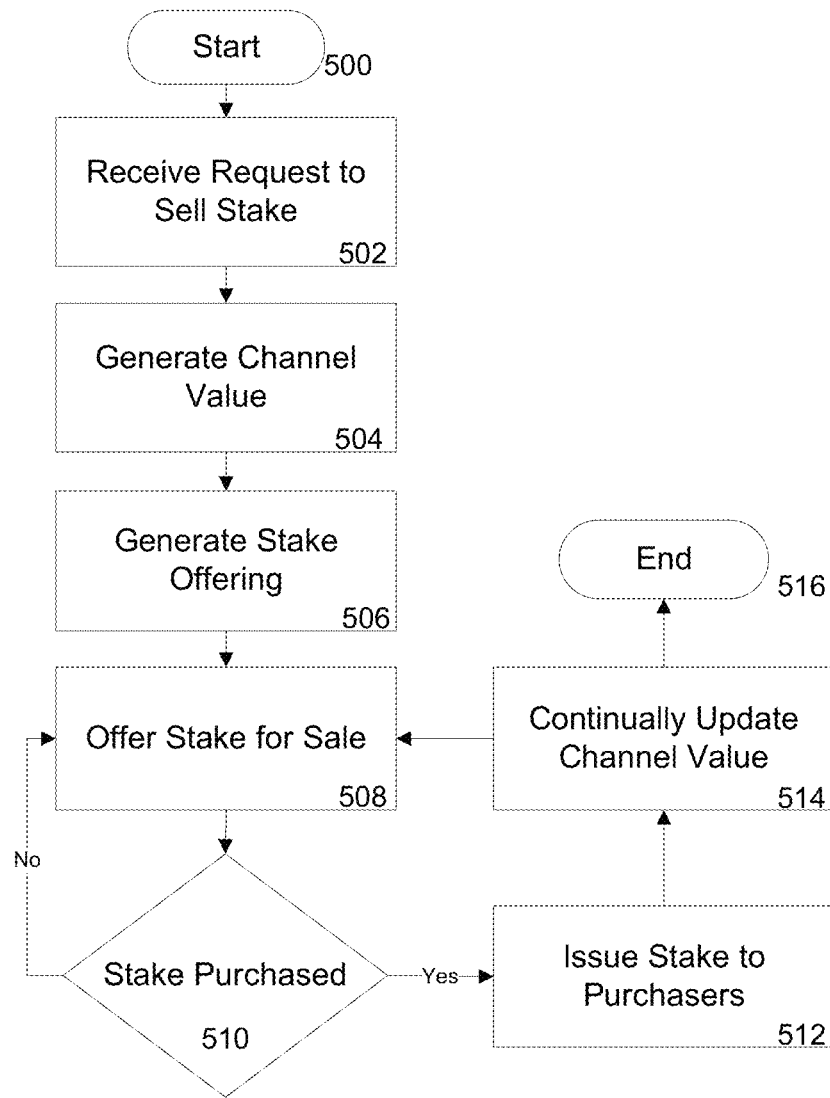 Start
500
Receive Request to
Sell Stake
502
Generate Channel
Value
504
Generate Stake
Offering
506
End
516
Offer Stake for Sale
508
Continually Update
Channel Value
514
No
Stake Purchased
510
Yes
Issue Stake to
Purchasers
512